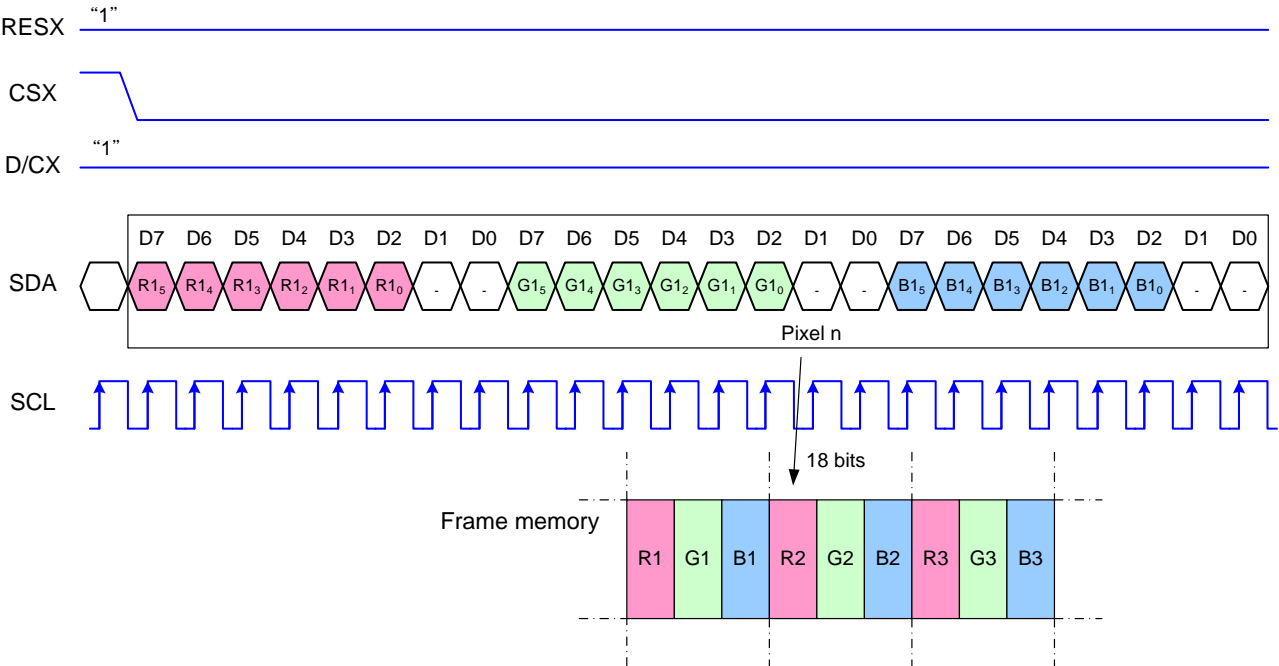 RESX “1”
CSX
D/CX “1”
D7 D6 D5 D4 D3 D2 D1 D0 D7 D6 D5 D4 D3 D2 D1 D0 D7 D6 D5 D4 D3 D2 D1 D0
SDA R1₅ R1₄ R1₃ R1₂ R1₁ R1₀ - - G1₅ G1₄ G1₃ G1₂ G1₁ G1₀ - - B1₅ B1₄ B1₃ B1₂ B1₁ B1₀ - -
Pixel n
SCL
18 bits
Frame memory
R1 G1 B1 R2 G2 B2 R3 G3 B3